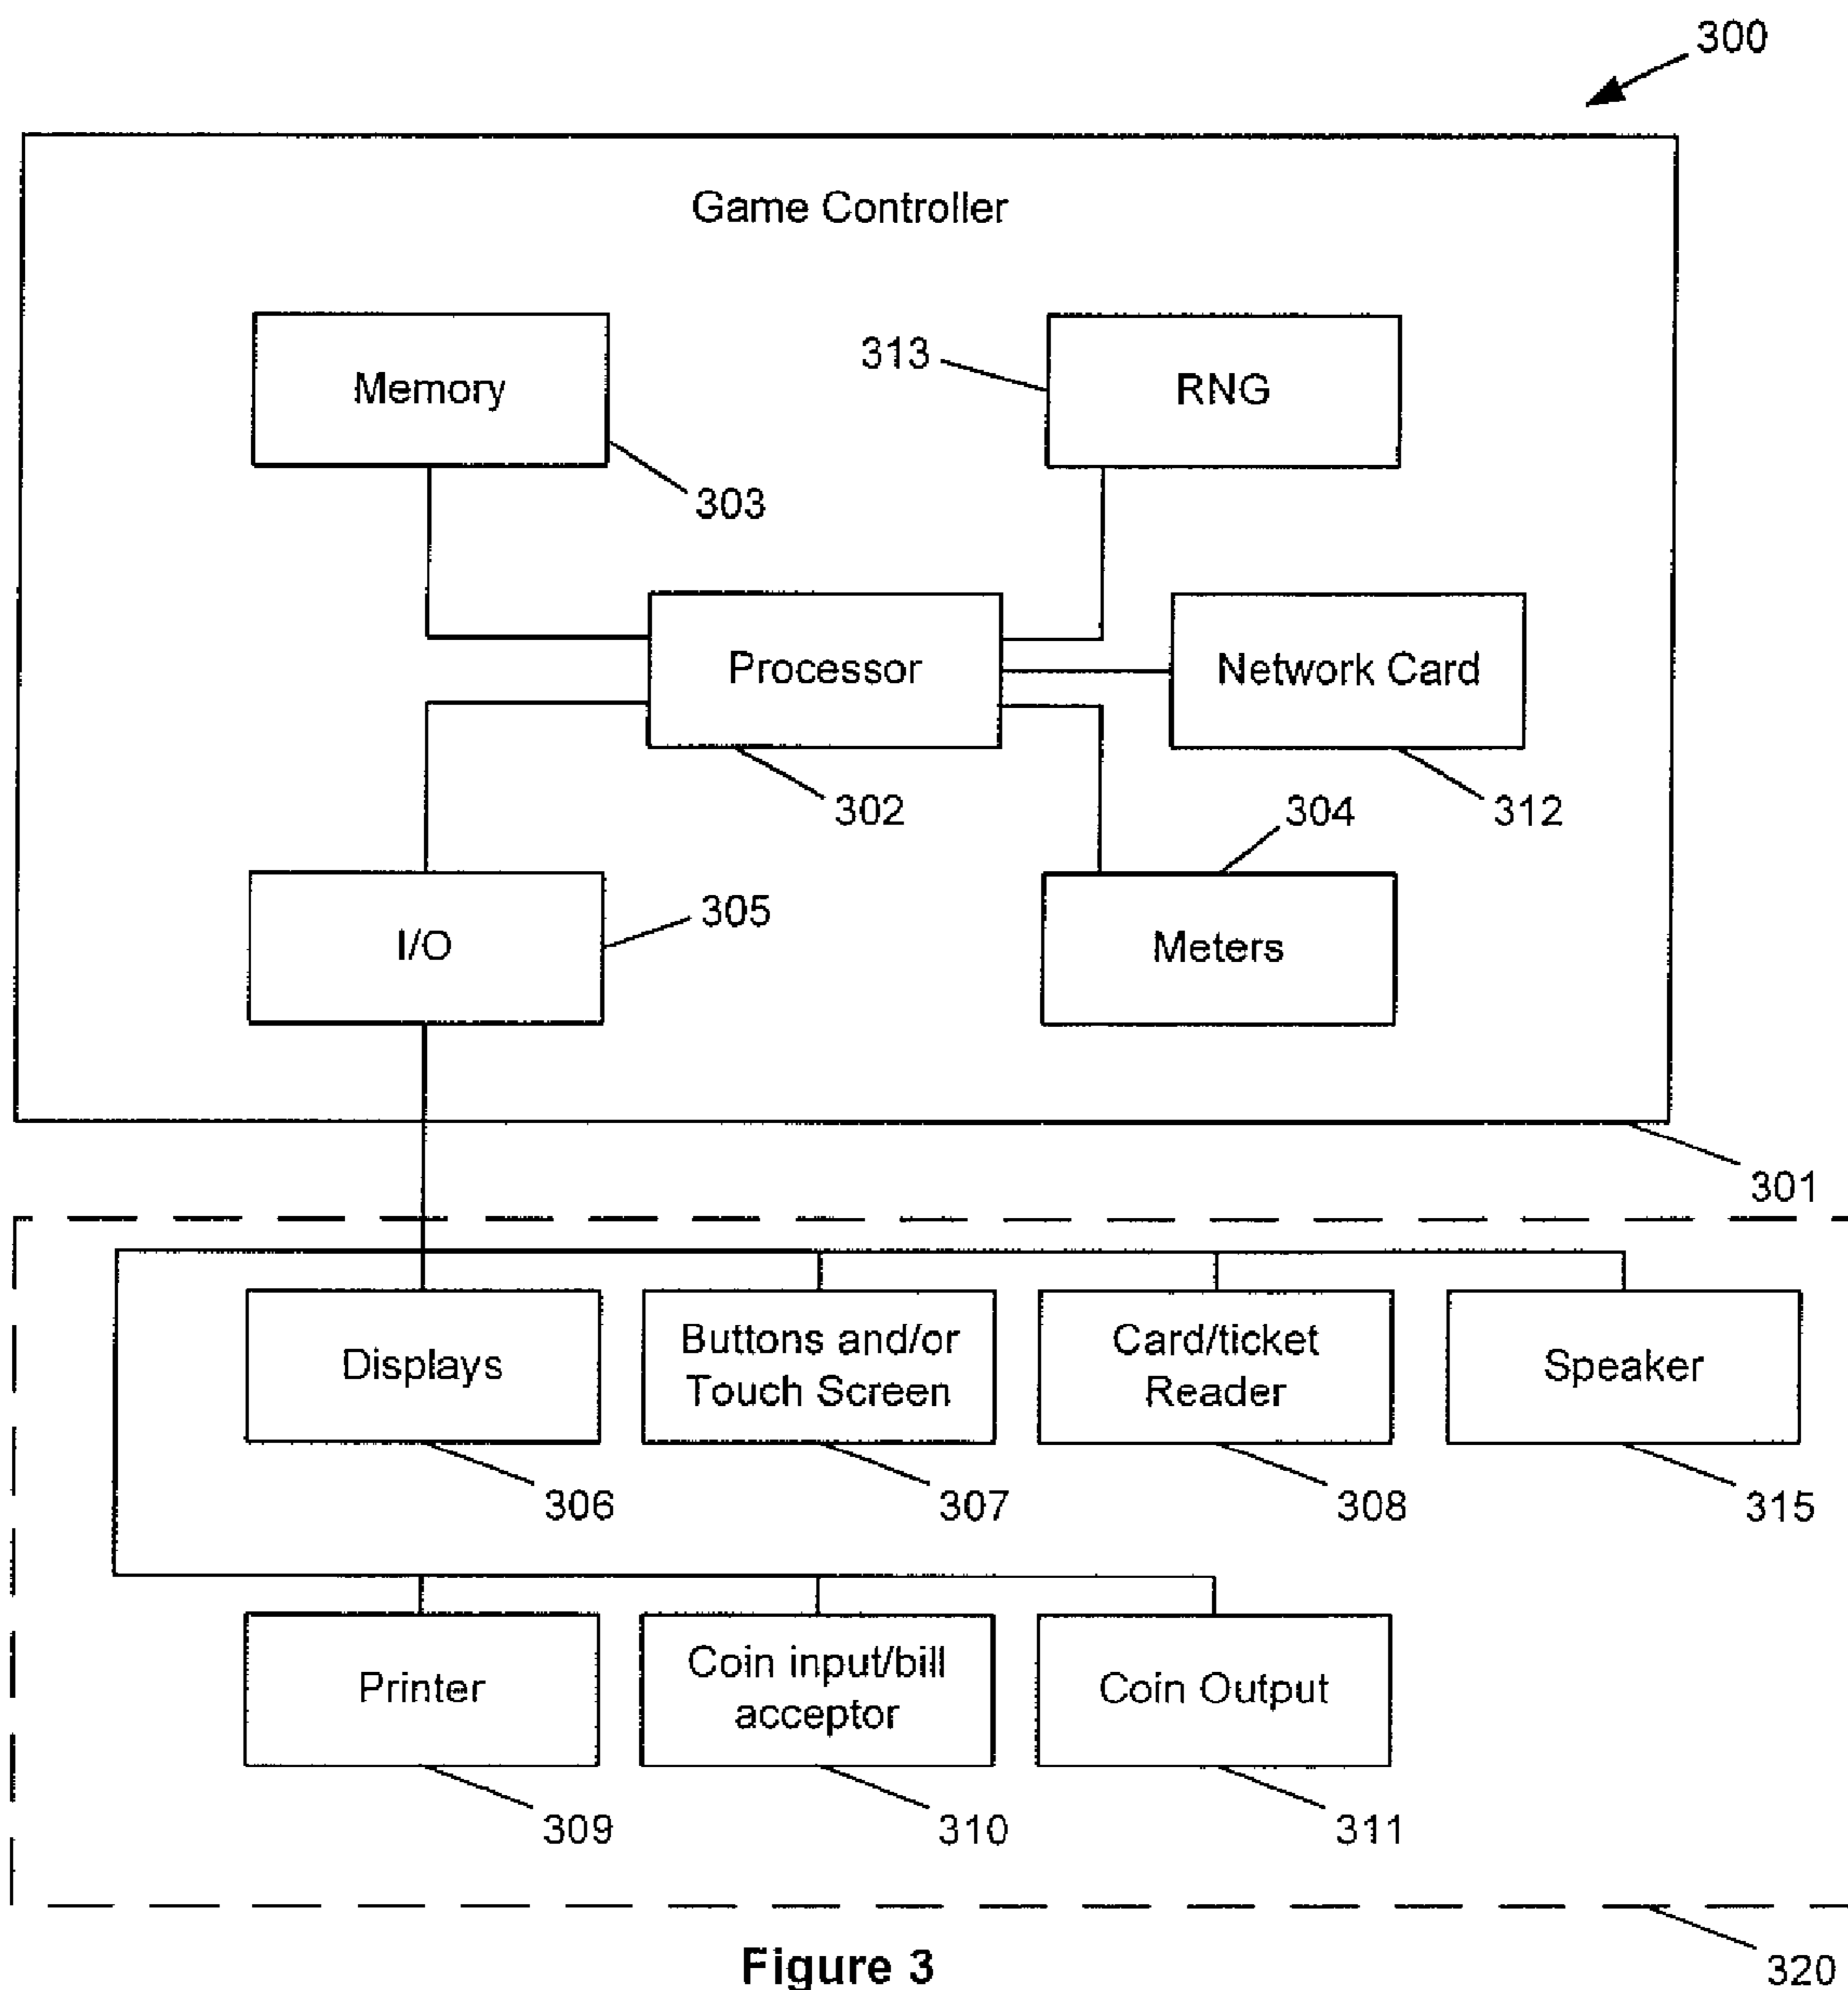 300
Game Controller
313
Memory
RNG
303
Processor
Network Card
302
304
312
305
I/O
Meters
301
Displays
Buttons and/or
Touch Screen
Card/ticket
Reader
Speaker
306
307
308
315
Printer
Coin input/bill
acceptor
Coin Output
309
310
311
Figure 3
320